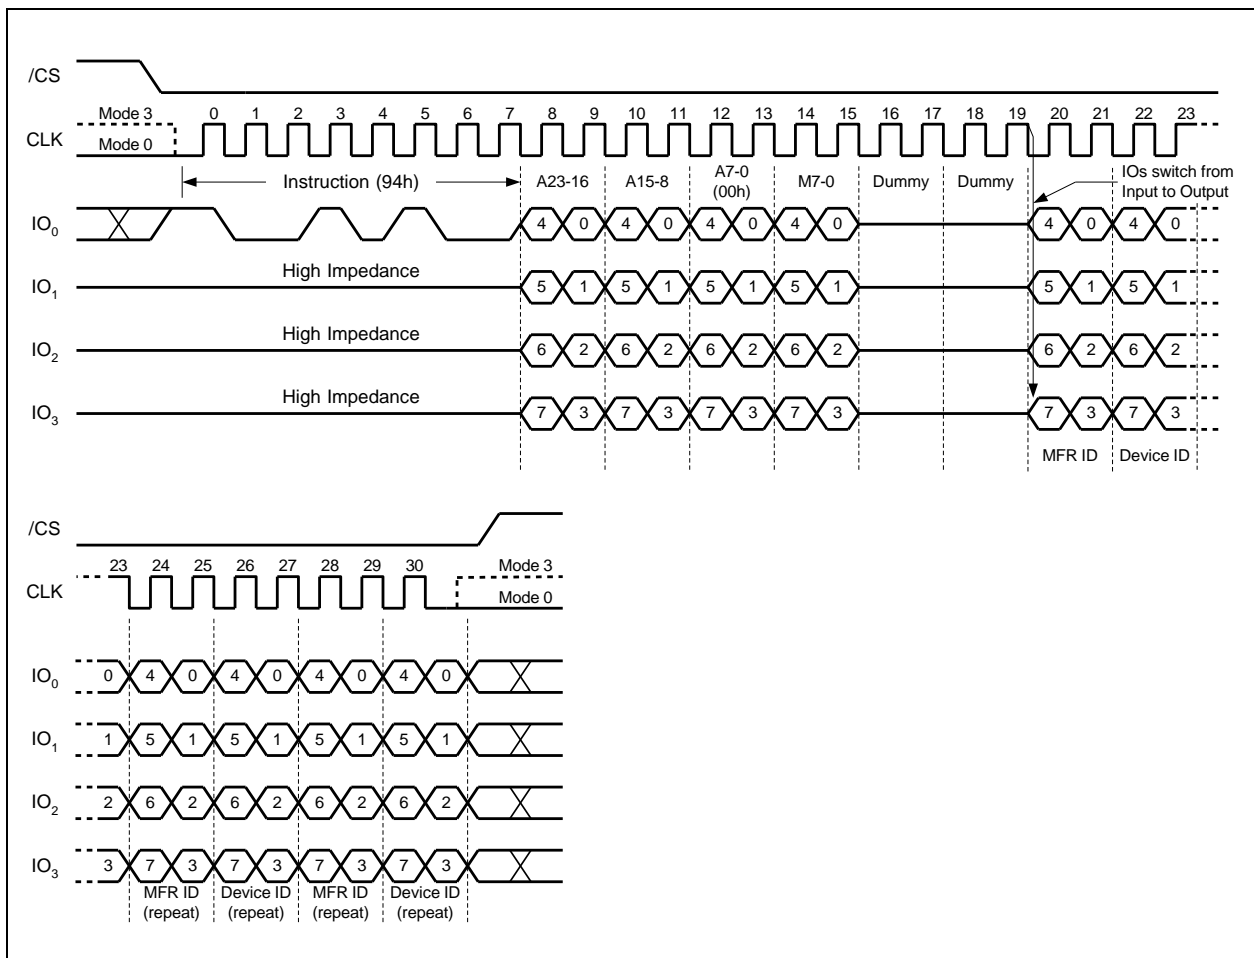 /CS
Mode 3 0 1 2 3 4 5 6 7 8 9 10 11 12 13 14 15 16 17 18 19 20 21 22 23
CLK Mode 0
Instruction (94h) A23-16 A15-8 A7-0 (00h) M7-0 Dummy Dummy IOs switch from Input to Output
IO0 4 0 4 0 4 0 4 0 4 0 4 0
High Impedance
IO1 5 1 5 1 5 1 5 1 5 1 5 1
High Impedance
IO2 6 2 6 2 6 2 6 2 6 2 6 2
High Impedance
IO3 7 3 7 3 7 3 7 3 7 3 7 3
MFR ID Device ID
/CS
23 24 25 26 27 28 29 30 Mode 3
CLK Mode 0
IO0 0 4 0 4 0 4 0 4 0
IO1 1 5 1 5 1 5 1 5 1
IO2 2 6 2 6 2 6 2 6 2
IO3 3 7 3 7 3 7 3 7 3
MFR ID Device ID MFR ID Device ID
(repeat) (repeat) (repeat) (repeat)